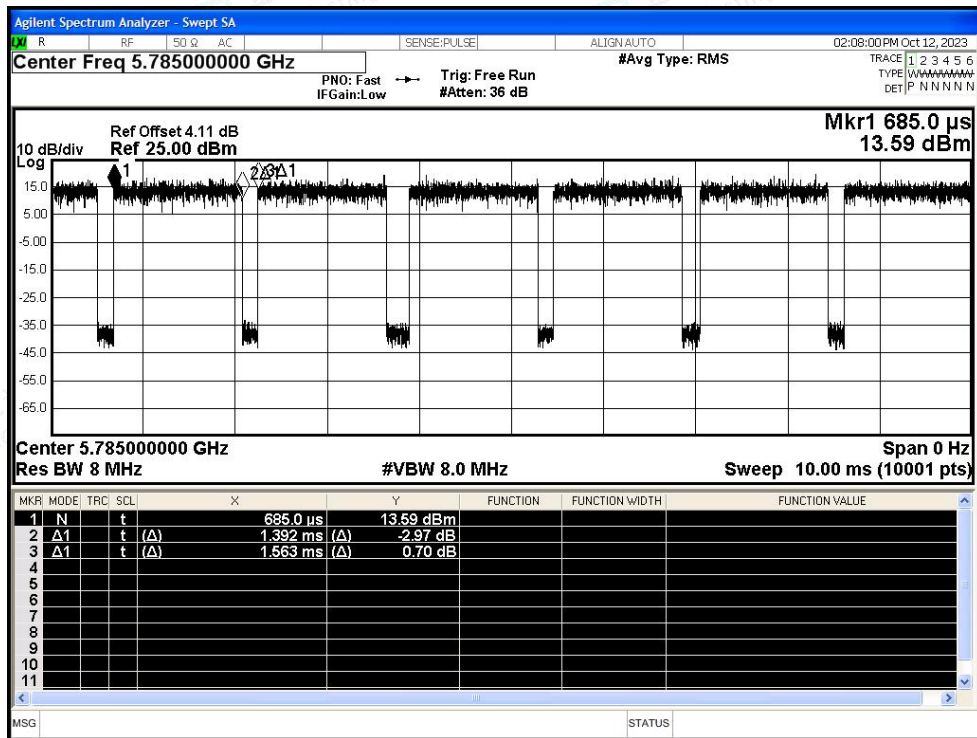 Agilent Spectrum Analyzer - Swept SA
LXI R RF 50 Ω AC SENSE:PULSE ALIGN AUTO 02:08:00 PM Oct 12, 2023
Center Freq 5.785000000 GHz #Avg Type: RMS TRACE 1 2 3 4 5 6
PNO: Fast Trig: Free Run TYPE WWWWWW
IFGain:Low #Atten: 36 dB DET P N N N N N
Mkr1 685.0 µs
Ref Offset 4.11 dB
10 dB/div Ref 25.00 dBm 13.59 dBm
Log
1 2Δ1 3Δ1
15.0
5.00
-5.00
-15.0
-25.0
-35.0
-45.0
-55.0
-65.0
Center 5.785000000 GHz Span 0 Hz
Res BW 8 MHz #VBW 8.0 MHz Sweep 10.00 ms (10001 pts)
MKR MODE TRC SCL X Y FUNCTION FUNCTION WIDTH FUNCTION VALUE
1 N t 685.0 µs 13.59 dBm
2 Δ1 t (Δ) 1.392 ms (Δ) -2.97 dB
3 Δ1 t (Δ) 1.563 ms (Δ) 0.70 dB
4
5
6
7
8
9
10
11
MSG STATUS